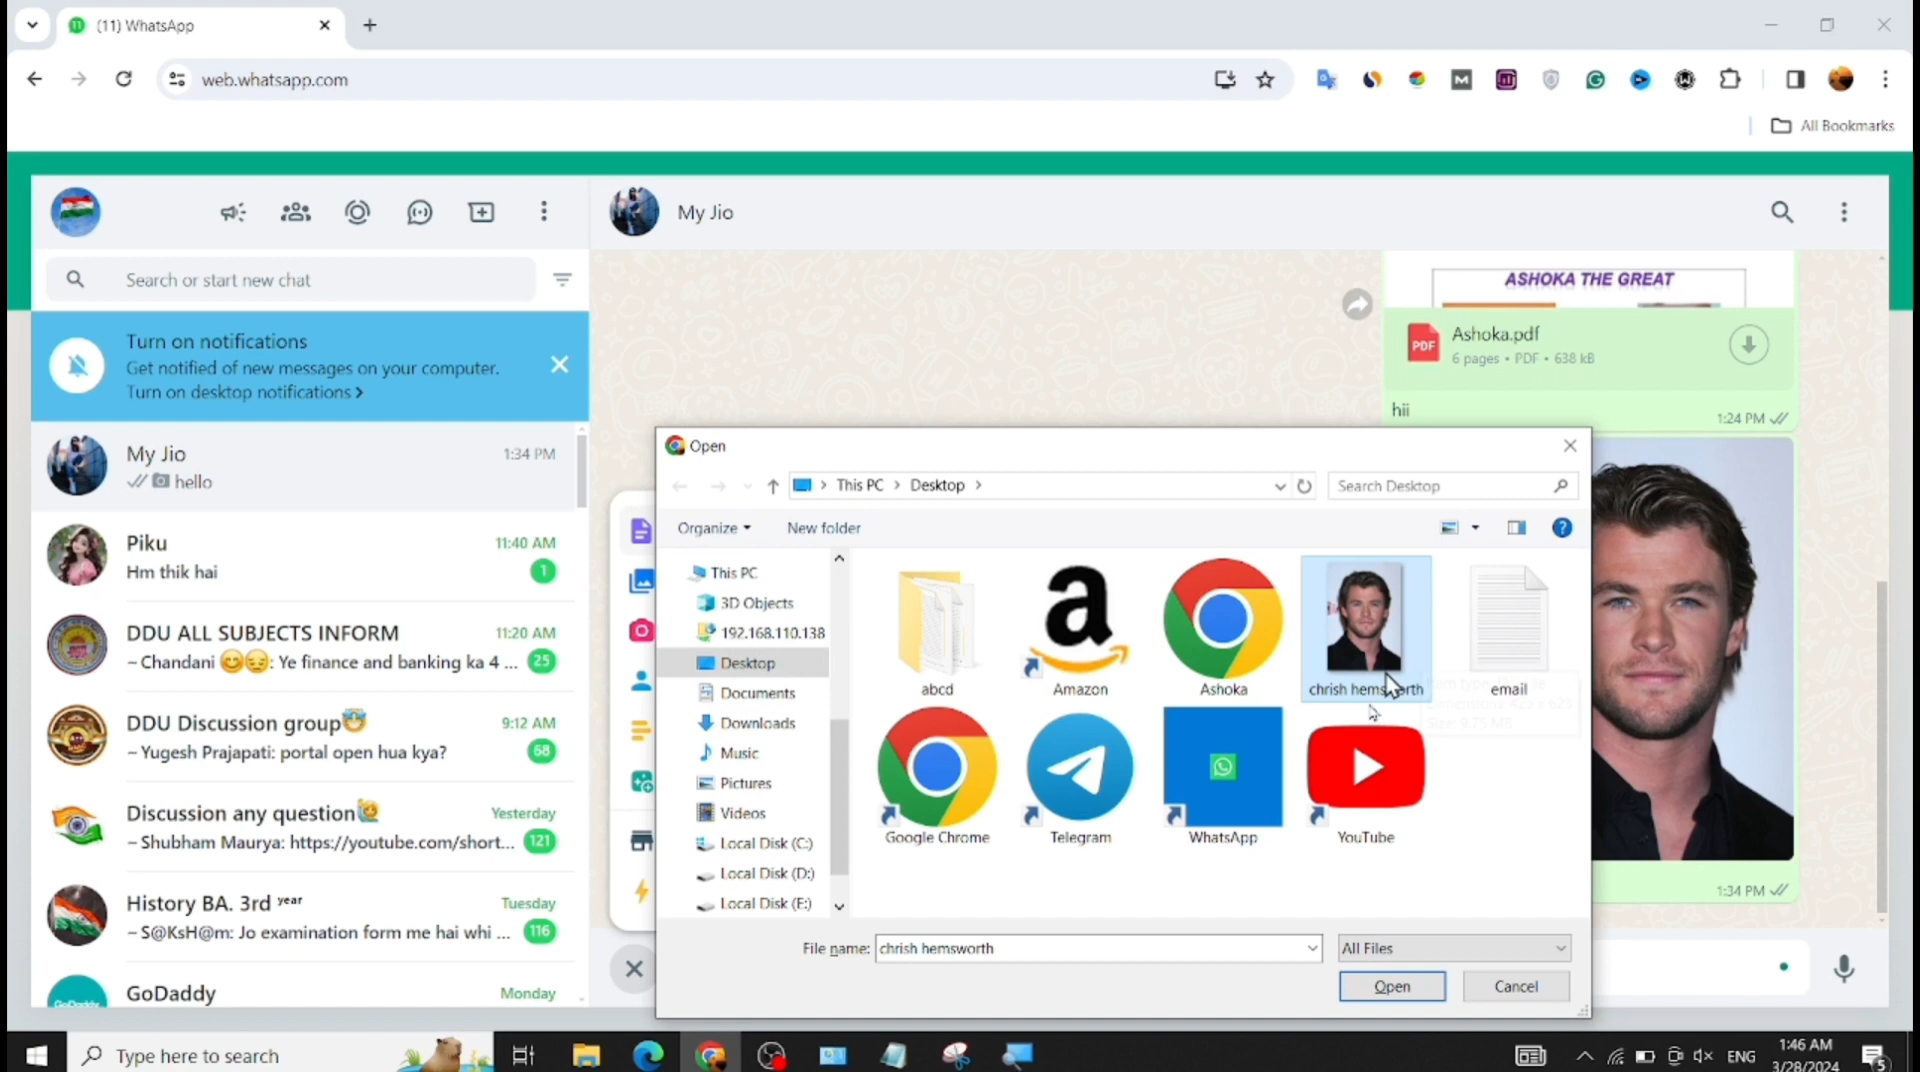 (11) WhatsApp
web.whatsapp.com
All Bookmarks
My Jio
Search or start new chat
Turn on notifications
Get notified of new messages on your computer.
Turn on desktop notifications >
My Jio 1:34 PM
hello
Piku 11:40 AM
Hm thik hai 1
DDU ALL SUBJECTS INFORM 11:20 AM
~ Chandani 😊😔: Ye finance and banking ka 4 ... 25
DDU Discussion group 9:12 AM
~ Yugesh Prajapati: portal open hua kya? 68
Discussion any question Yesterday
~ Shubham Maurya: https://youtube.com/short... 121
History BA. 3rd ʸᵉᵃʳ Tuesday
~ S@KsH@m: Jo examination form me hai whi ... 116
GoDaddy Monday
GoDaddy
ASHOKA THE GREAT
PDF
Ashoka.pdf
6 pages • PDF • 638 kB
hii
1:24 PM
1:34 PM
Open
This PC > Desktop >
Search Desktop
Organize
New folder
This PC
3D Objects
192.168.110.138
Desktop
Documents
Downloads
Music
Pictures
Videos
Local Disk (C:)
Local Disk (D:)
Local Disk (E:)
abcd
a
Amazon
Ashoka
chrish hemsworth
email
Google Chrome
Telegram
WhatsApp
YouTube
File name: chrish hemsworth
All Files
Open
Cancel
Type here to search
ENG
1:46 AM
3/28/2024
5